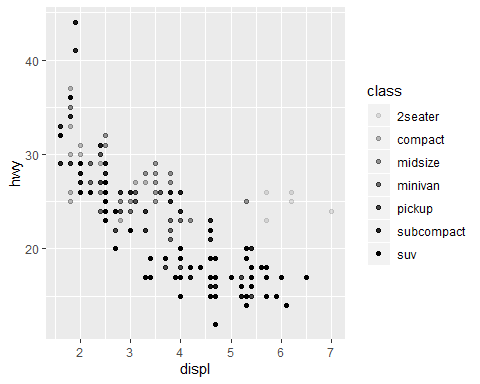 40
30
20
hwy
2
3
4
5
6
7
displ
class
2seater
compact
midsize
minivan
pickup
subcompact
suv